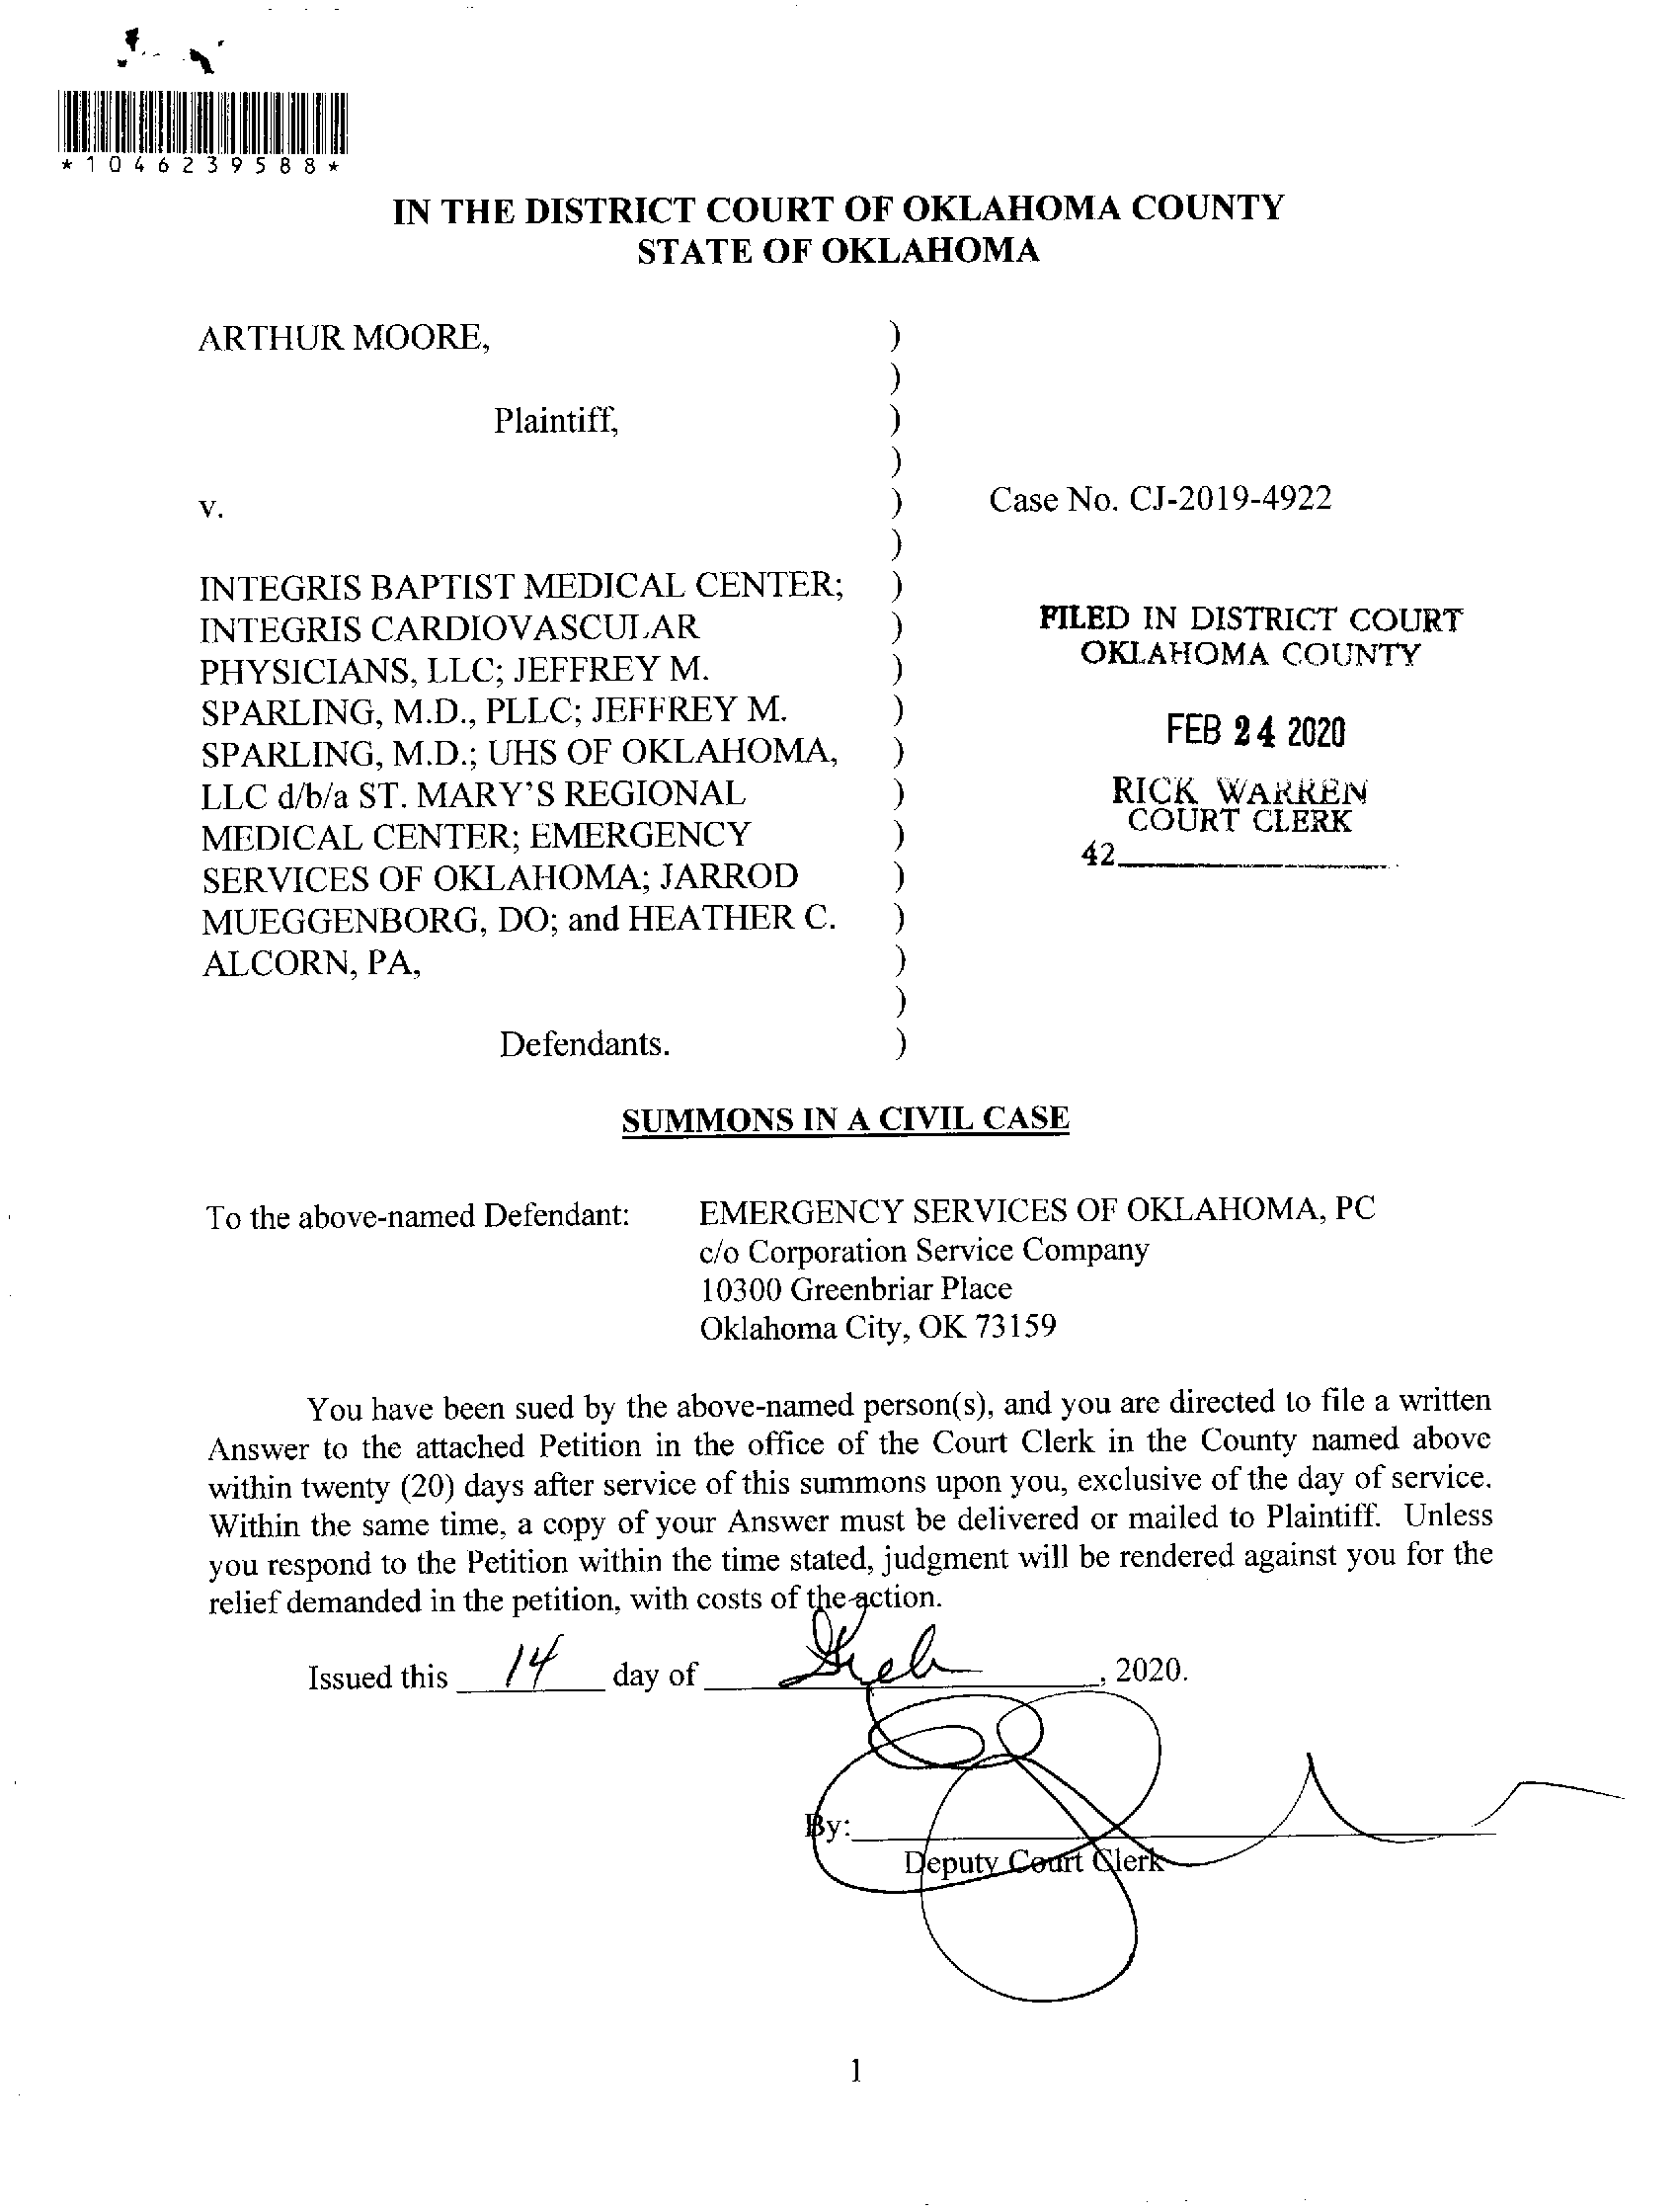 *1046239588*
IN THE DISTRICT COURT OF OKLAHOMA COUNTY
STATE OF OKLAHOMA
ARTHUR MOORE, )
)
Plaintiff, )
)
v. ) Case No. CJ-2019-4922
)
INTEGRIS BAPTIST MEDICAL CENTER; )
INTEGRIS CARDIOVASCULAR )
PHYSICIANS, LLC; JEFFREY M. )
SPARLING, M.D., PLLC; JEFFREY M. )
SPARLING, M.D.; UHS OF OKLAHOMA, )
LLC d/b/a ST. MARY'S REGIONAL )
MEDICAL CENTER; EMERGENCY )
SERVICES OF OKLAHOMA; JARROD )
MUEGGENBORG, DO; and HEATHER C. )
ALCORN, PA, )
)
Defendants. )
FILED IN DISTRICT COURT
OKLAHOMA COUNTY
FEB 24 2020
RICK WARREN
COURT CLERK
42
SUMMONS IN A CIVIL CASE
To the above-named Defendant: EMERGENCY SERVICES OF OKLAHOMA, PC
c/o Corporation Service Company
10300 Greenbriar Place
Oklahoma City, OK 73159
You have been sued by the above-named person(s), and you are directed to file a written
Answer to the attached Petition in the office of the Court Clerk in the County named above
within twenty (20) days after service of this summons upon you, exclusive of the day of service.
Within the same time, a copy of your Answer must be delivered or mailed to Plaintiff. Unless
you respond to the Petition within the time stated, judgment will be rendered against you for the
relief demanded in the petition, with costs of the action.
Issued this 14 day of Feb, 2020.
By:
Deputy Court Clerk
1